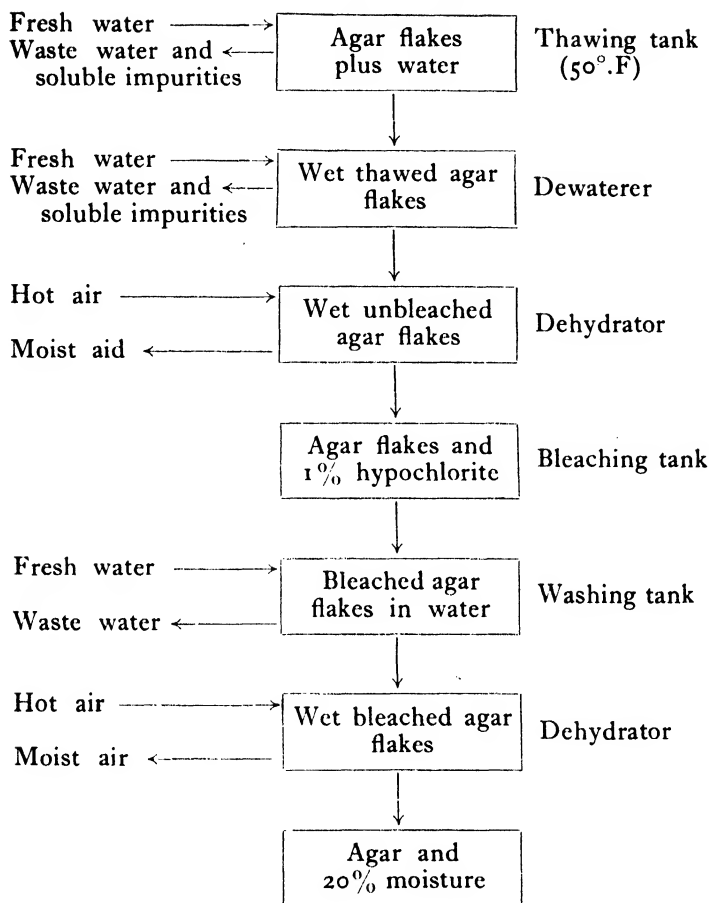 Fresh water
Waste water and
soluble impurities
Agar flakes
plus water
Thawing tank
(50°.F)
Fresh water
Waste water and
soluble impurities
Wet thawed agar
flakes
Dewaterer
Hot air
Moist aid
Wet unbleached
agar flakes
Dehydrator
Agar flakes and
1% hypochlorite
Bleaching tank
Fresh water
Waste water
Bleached agar
flakes in water
Washing tank
Hot air
Moist air
Wet bleached agar
flakes
Dehydrator
Agar and
20% moisture